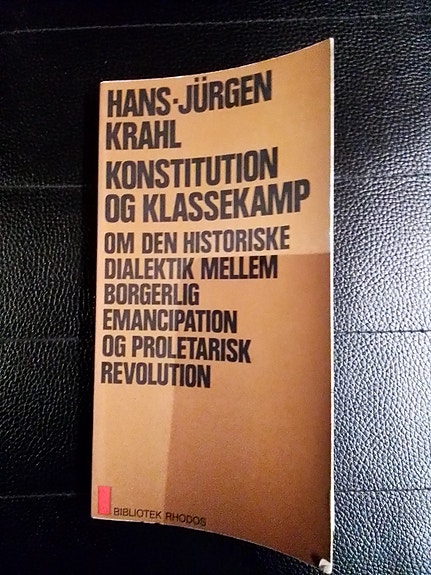 HANS-JÜRGEN
KRAHL
KONSTITUTION
OG KLASSEKAMP
OM DEN HISTORISKE
DIALEKTIK MELLEM
BORGERLIG
EMANCIPATION
OG PROLETARISK
REVOLUTION
BIBLIOTEK RHODOS